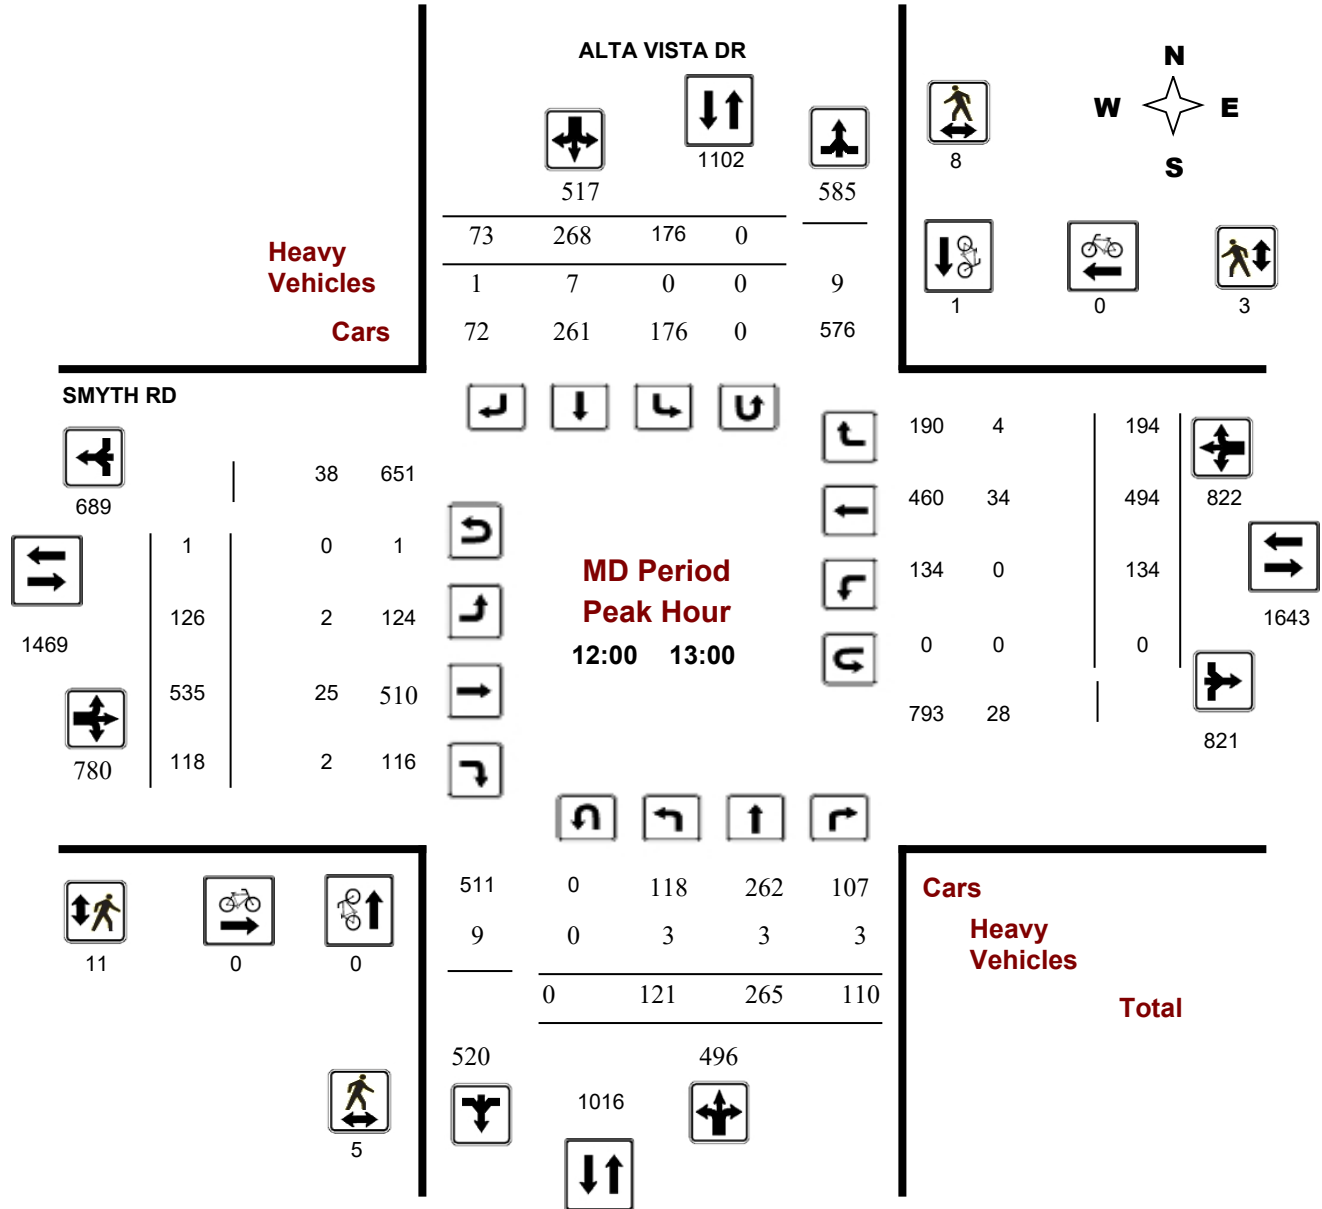 ALTA VISTA DR
N
W E
S
1102
8
517 585
73 268 176 0
Heavy
Vehicles
1 7 0 0 9
1 0 3
Cars
72 261 176 0 576
SMYTH RD
190 4 194
38 651
689
460 34 494
822
1 0 1
MD Period
Peak Hour
12:00 13:00
134 0 134
126 2 124
1469
1643
0 0 0
535 25 510
793 28
821
780
118 2 116
511 0 118 262 107
Cars
9 0 3 3 3
Heavy
Vehicles
11 0 0
0 121 265 110
Total
520 496
1016
5